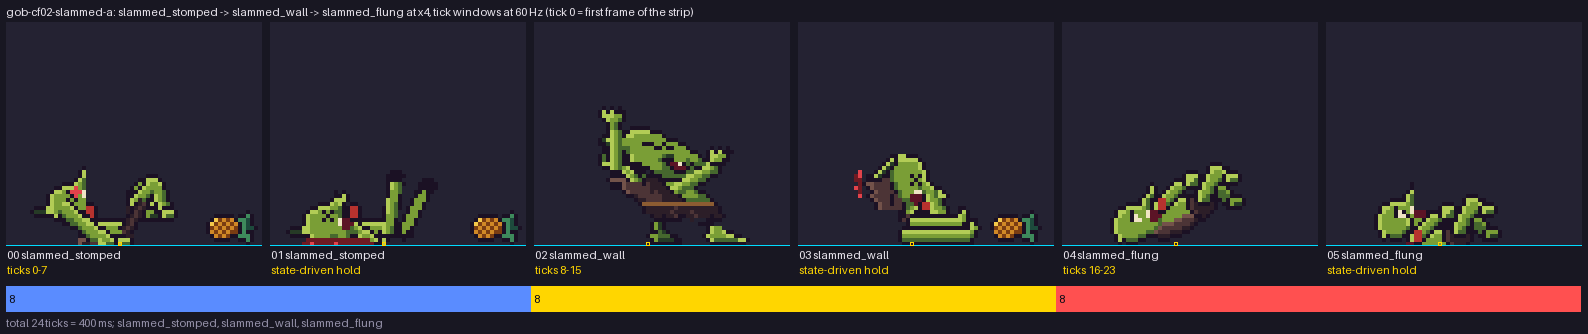 gob-cf02-slammed-a: slammed_stomped -> slammed_wall -> slammed_flung at x4, tick windows at 60 Hz (tick 0 = first frame of the strip)
00 slammed_stomped
ticks 0-7
01 slammed_stomped
state-driven hold
02 slammed_wall
ticks 8-15
03 slammed_wall
state-driven hold
04 slammed_flung
ticks 16-23
05 slammed_flung
state-driven hold
8
8
8
total 24 ticks = 400 ms; slammed_stomped, slammed_wall, slammed_flung